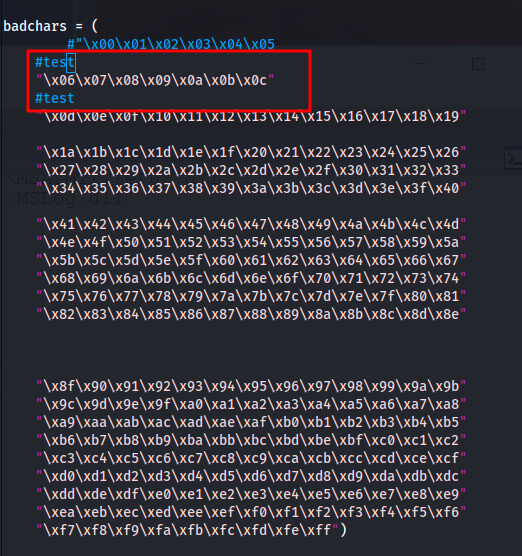 badchars = (
#"\x00\x01\x02\x03\x04\x05
#test
"\x06\x07\x08\x09\x0a\x0b\x0c"
#test
"\x0d\x0e\x0f\x10\x11\x12\x13\x14\x15\x16\x17\x18\x19"
"\x1a\x1b\x1c\x1d\x1e\x1f\x20\x21\x22\x23\x24\x25\x26"
"\x27\x28\x29\x2a\x2b\x2c\x2d\x2e\x2f\x30\x31\x32\x33"
"\x34\x35\x36\x37\x38\x39\x3a\x3b\x3c\x3d\x3e\x3f\x40"
\MSLog dll
"\x41\x42\x43\x44\x45\x46\x47\x48\x49\x4a\x4b\x4c\x4d"
"\x4e\x4f\x50\x51\x52\x53\x54\x55\x56\x57\x58\x59\x5a"
"\x5b\x5c\x5d\x5e\x5f\x60\x61\x62\x63\x64\x65\x66\x67"
"\x68\x69\x6a\x6b\x6c\x6d\x6e\x6f\x70\x71\x72\x73\x74"
"\x75\x76\x77\x78\x79\x7a\x7b\x7c\x7d\x7e\x7f\x80\x81"
"\x82\x83\x84\x85\x86\x87\x88\x89\x8a\x8b\x8c\x8d\x8e"
"\x8f\x90\x91\x92\x93\x94\x95\x96\x97\x98\x99\x9a\x9b"
"\x9c\x9d\x9e\x9f\xa0\xa1\xa2\xa3\xa4\xa5\xa6\xa7\xa8"
"\xa9\xaa\xab\xac\xad\xae\xaf\xb0\xb1\xb2\xb3\xb4\xb5"
"\xb6\xb7\xb8\xb9\xba\xbb\xbc\xbd\xbe\xbf\xc0\xc1\xc2"
"\xc3\xc4\xc5\xc6\xc7\xc8\xc9\xca\xcb\xcc\xcd\xce\xcf"
"\xd0\xd1\xd2\xd3\xd4\xd5\xd6\xd7\xd8\xd9\xda\xdb\xdc"
"\xdd\xde\xdf\xe0\xe1\xe2\xe3\xe4\xe5\xe6\xe7\xe8\xe9"
"\xea\xeb\xec\xed\xee\xef\xf0\xf1\xf2\xf3\xf4\xf5\xf6"
"\xf7\xf8\xf9\xfa\xfb\xfc\xfd\xfe\xff")